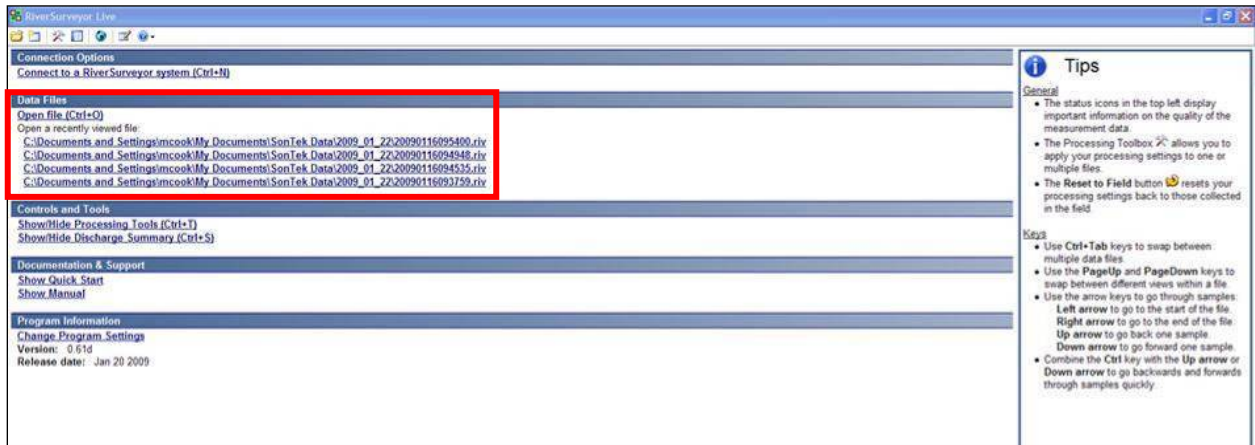 RiverSurveyor Live
Connection Options
Connect to a RiverSurveyor system (Ctrl+N)
Data Files
Open file (Ctrl+O)
Open a recently viewed file:
C:\Documents and Settings\mcook\My Documents\SonTek Data\2009_01_22\20090116095400.riv
C:\Documents and Settings\mcook\My Documents\SonTek Data\2009_01_22\20090116094948.riv
C:\Documents and Settings\mcook\My Documents\SonTek Data\2009_01_22\20090116094535.riv
C:\Documents and Settings\mcook\My Documents\SonTek Data\2009_01_22\20090116093759.riv
Controls and Tools
Show/Hide Processing Tools (Ctrl+T)
Show/Hide Discharge Summary (Ctrl+S)
Documentation & Support
Show Quick Start
Show Manual
Program Information
Change Program Settings
Version: 0.61d
Release date: Jan 20 2009
Tips
General
• The status icons in the top left display
important information on the quality of the
measurement data.
• The Processing Toolbox allows you to
apply your processing settings to one or
multiple files.
• The Reset to Field button resets your
processing settings back to those collected
in the field.
Keys
• Use Ctrl+Tab keys to swap between
multiple data files.
• Use the PageUp and PageDown keys to
swap between different views within a file.
• Use the arrow keys to go through samples:
Left arrow to go to the start of the file.
Right arrow to go to the end of the file.
Up arrow to go back one sample.
Down arrow to go forward one sample.
• Combine the Ctrl key with the Up arrow or
Down arrow to go backwards and forwards
through samples quickly.